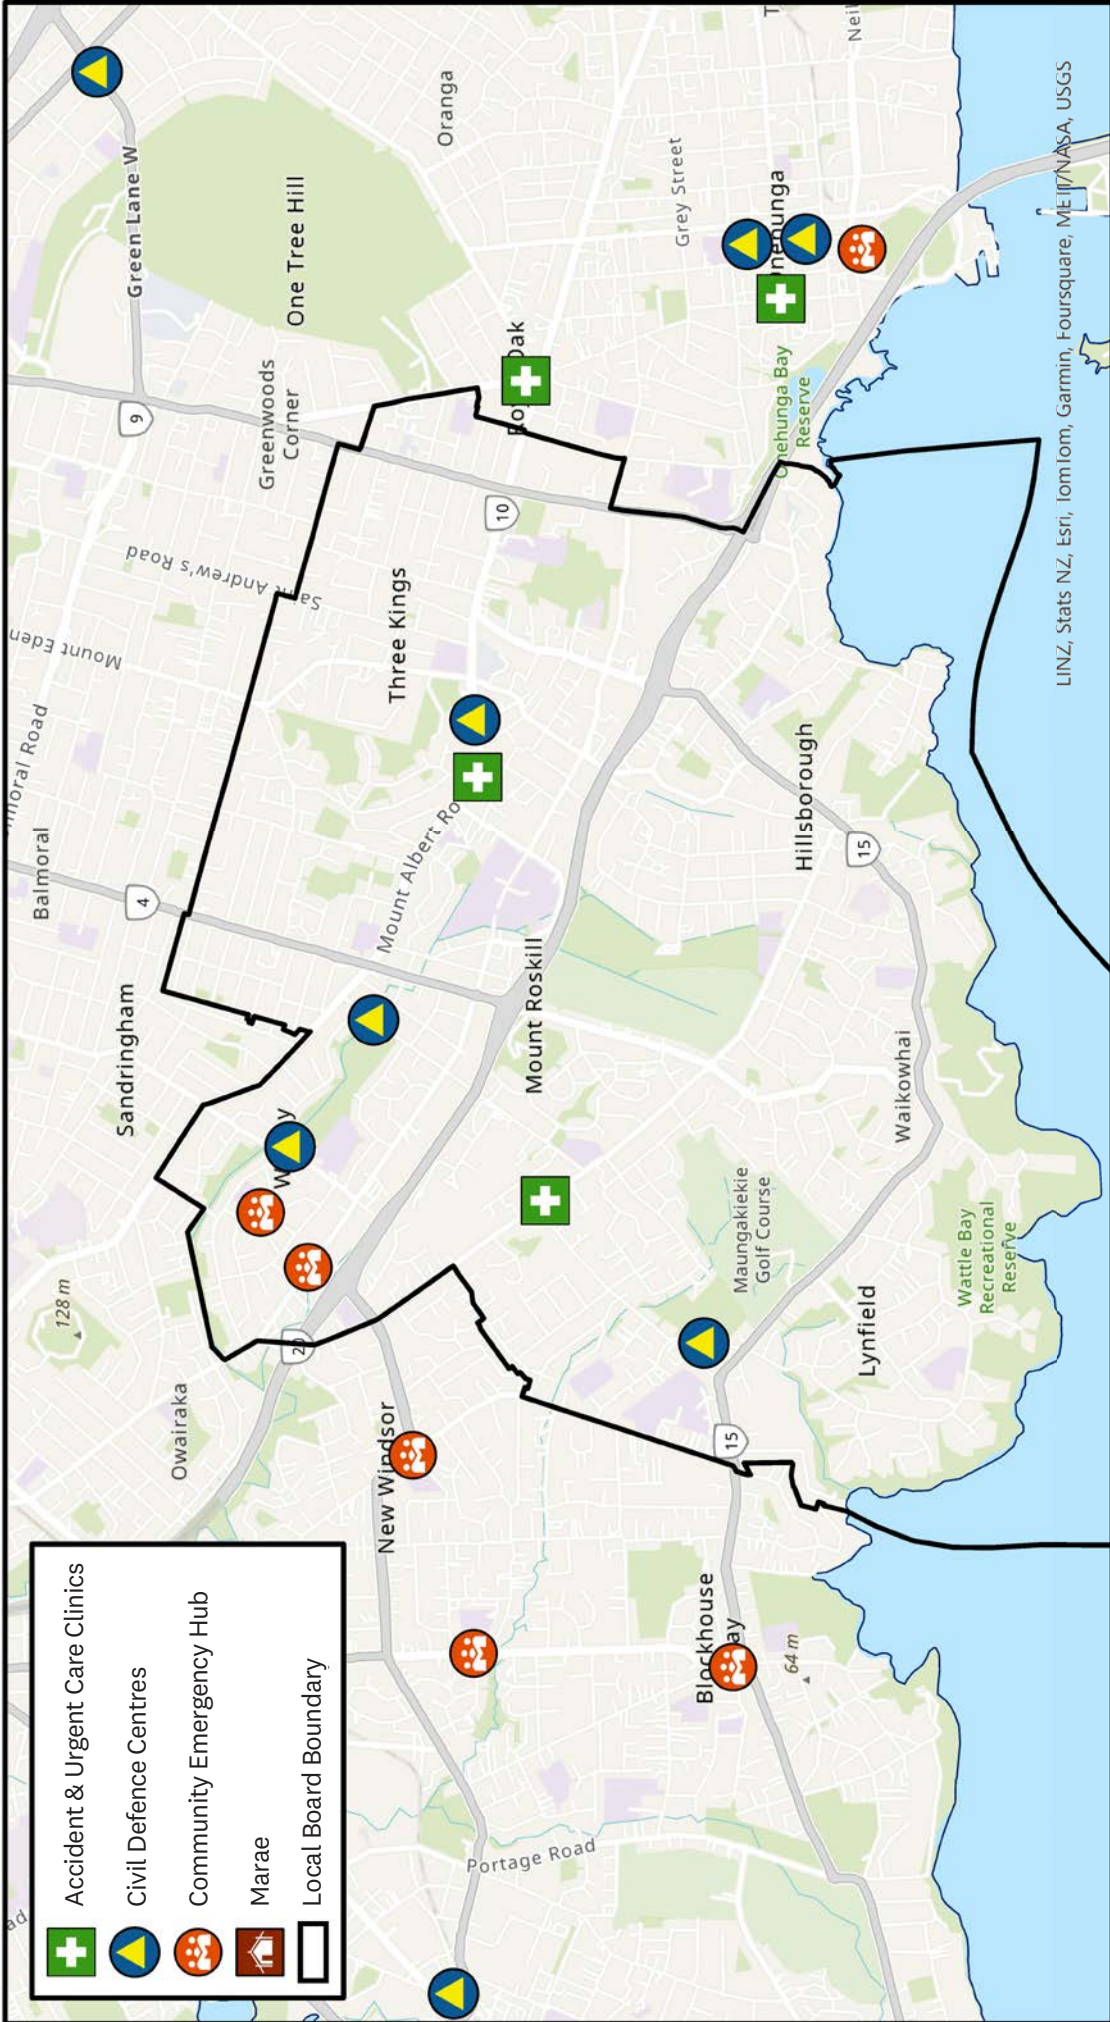 Accident & Urgent Care Clinics
Civil Defence Centres
Community Emergency Hub
Marae
Local Board Boundary
128 m
Owairaka
Sandringham
Balmoral
Mount Eden
Saint Andrew's Road
Green Lane W
4
9
Greenwoods
Corner
One Tree Hill
Oranga
20
New Windsor
Mount Albert
Three Kings
10
Portage Road
Mount Roskill
Grey Street
Blockhouse
64 m
15
Maungakiekie
Golf Course
Hillsborough
15
Onehunga Bay
Reserve
Lynfield
Waikowhai
Wattle Bay
Recreational
Reserve
LINZ, Stats NZ, Esri, TomTom, Garmin, Foursquare, METI/NASA, USGS